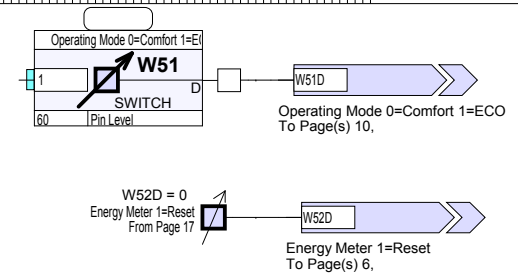 Operating Mode 0=Comfort 1=E
W51
1
D
SWITCH
60 Pin Level
W51D
Operating Mode 0=Comfort 1=ECO
To Page(s) 10,
W52D = 0
Energy Meter 1=Reset
From Page 17
W52D
Energy Meter 1=Reset
To Page(s) 6,